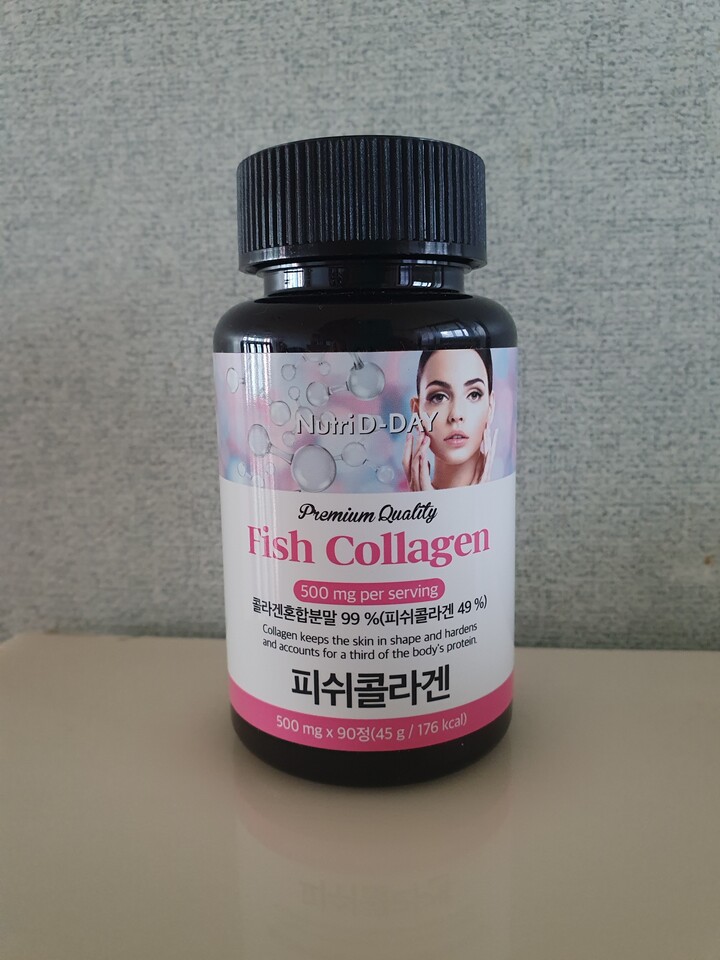 NutriD-DAY
Premium Quality
Fish Collagen
500 mg per serving
콜라겐혼합분말 99 %(피쉬콜라겐 49 %)
Collagen keeps the skin in shape and hardens
and accounts for a third of the body's protein.
피쉬콜라겐
500 mg x 90정(45 g / 176 kcal)